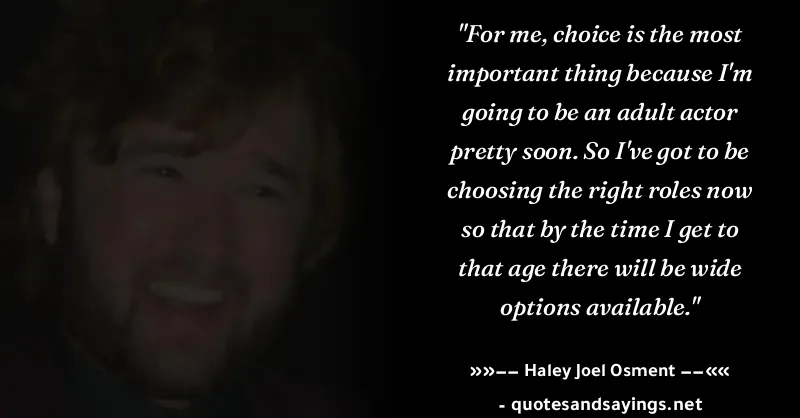 "For me, choice is the most
important thing because I'm
going to be an adult actor
pretty soon. So I've got to be
choosing the right roles now
so that by the time I get to
that age there will be wide
options available."
»»−− Haley Joel Osment −−««
- quotesandsayings.net